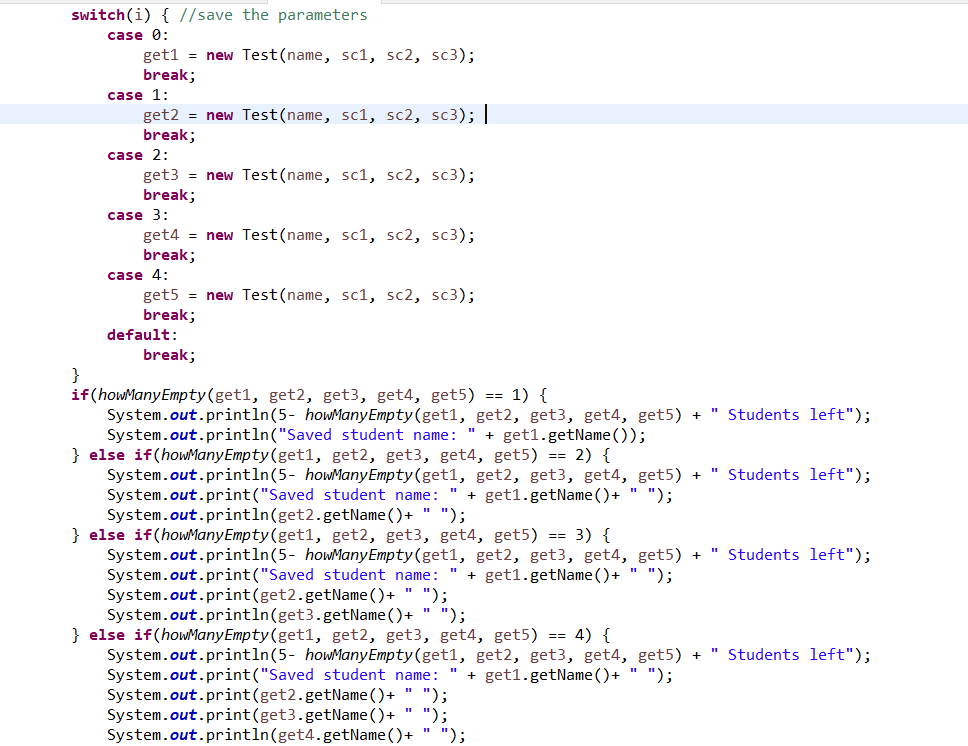 switch(i) { //save the parameters
    case 0:
        get1 = new Test(name, sc1, sc2, sc3);
        break;
    case 1:
        get2 = new Test(name, sc1, sc2, sc3);
        break;
    case 2:
        get3 = new Test(name, sc1, sc2, sc3);
        break;
    case 3:
        get4 = new Test(name, sc1, sc2, sc3);
        break;
    case 4:
        get5 = new Test(name, sc1, sc2, sc3);
        break;
    default:
        break;
}
if(howManyEmpty(get1, get2, get3, get4, get5) == 1) {
    System.out.println(5- howManyEmpty(get1, get2, get3, get4, get5) + " Students left");
    System.out.println("Saved student name: " + get1.getName());
} else if(howManyEmpty(get1, get2, get3, get4, get5) == 2) {
    System.out.println(5- howManyEmpty(get1, get2, get3, get4, get5) + " Students left");
    System.out.print("Saved student name: " + get1.getName()+ " ");
    System.out.println(get2.getName()+ " ");
} else if(howManyEmpty(get1, get2, get3, get4, get5) == 3) {
    System.out.println(5- howManyEmpty(get1, get2, get3, get4, get5) + " Students left");
    System.out.print("Saved student name: " + get1.getName()+ " ");
    System.out.print(get2.getName()+ " ");
    System.out.println(get3.getName()+ " ");
} else if(howManyEmpty(get1, get2, get3, get4, get5) == 4) {
    System.out.println(5- howManyEmpty(get1, get2, get3, get4, get5) + " Students left");
    System.out.print("Saved student name: " + get1.getName()+ " ");
    System.out.print(get2.getName()+ " ");
    System.out.print(get3.getName()+ " ");
    System.out.println(get4.getName()+ " ");